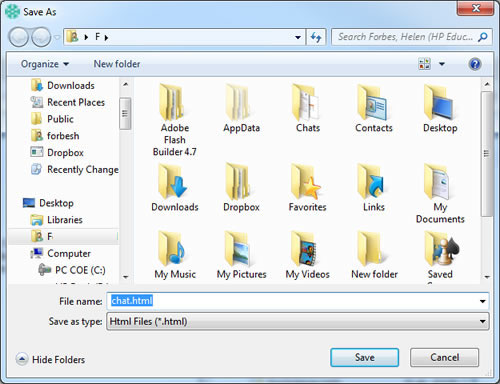 Save As
F
Search Forbes, Helen (HP Educ...
Organize
New folder
Downloads
Recent Places
Public
forbesh
Dropbox
Recently Change
Desktop
Libraries
F
Computer
PC COE (C:)
Adobe Flash Builder 4.7
AppData
Chats
Contacts
Desktop
Downloads
Dropbox
Favorites
Links
My Documents
My Music
My Pictures
My Videos
New folder
Saved
File name: chat.html
Save as type: Html Files (*.html)
Hide Folders
Save
Cancel